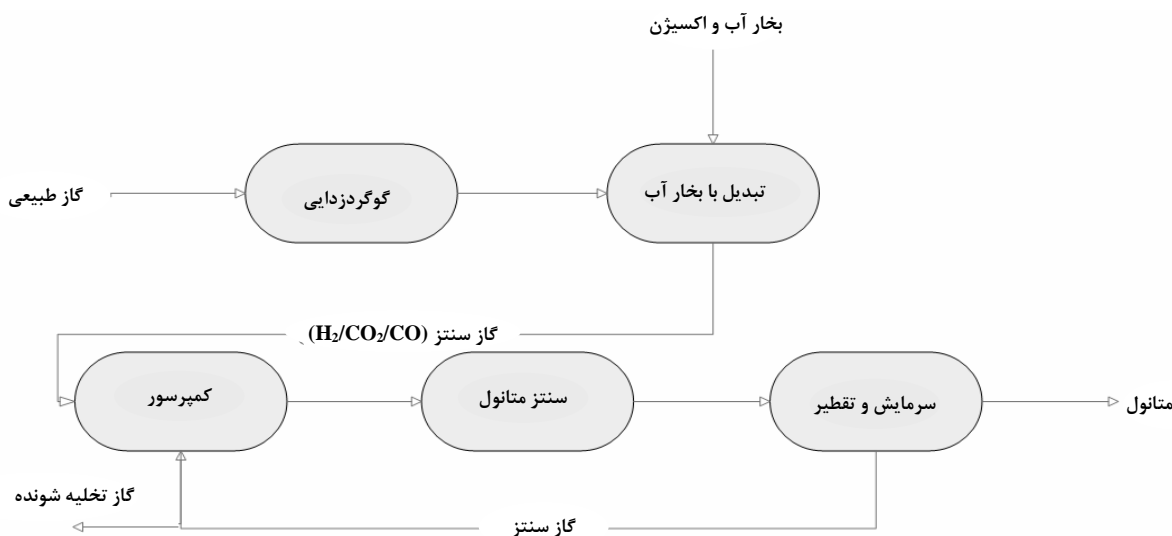 بخار آب و اکسیژن
گاز طبیعی
گوگردزدایی
تبدیل با بخار آب
گاز سنتز (H₂/CO₂/CO)
کمپرسور
سنتز متانول
سرمایش و تقطیر
متانول
گاز تخلیه شونده
گاز سنتز